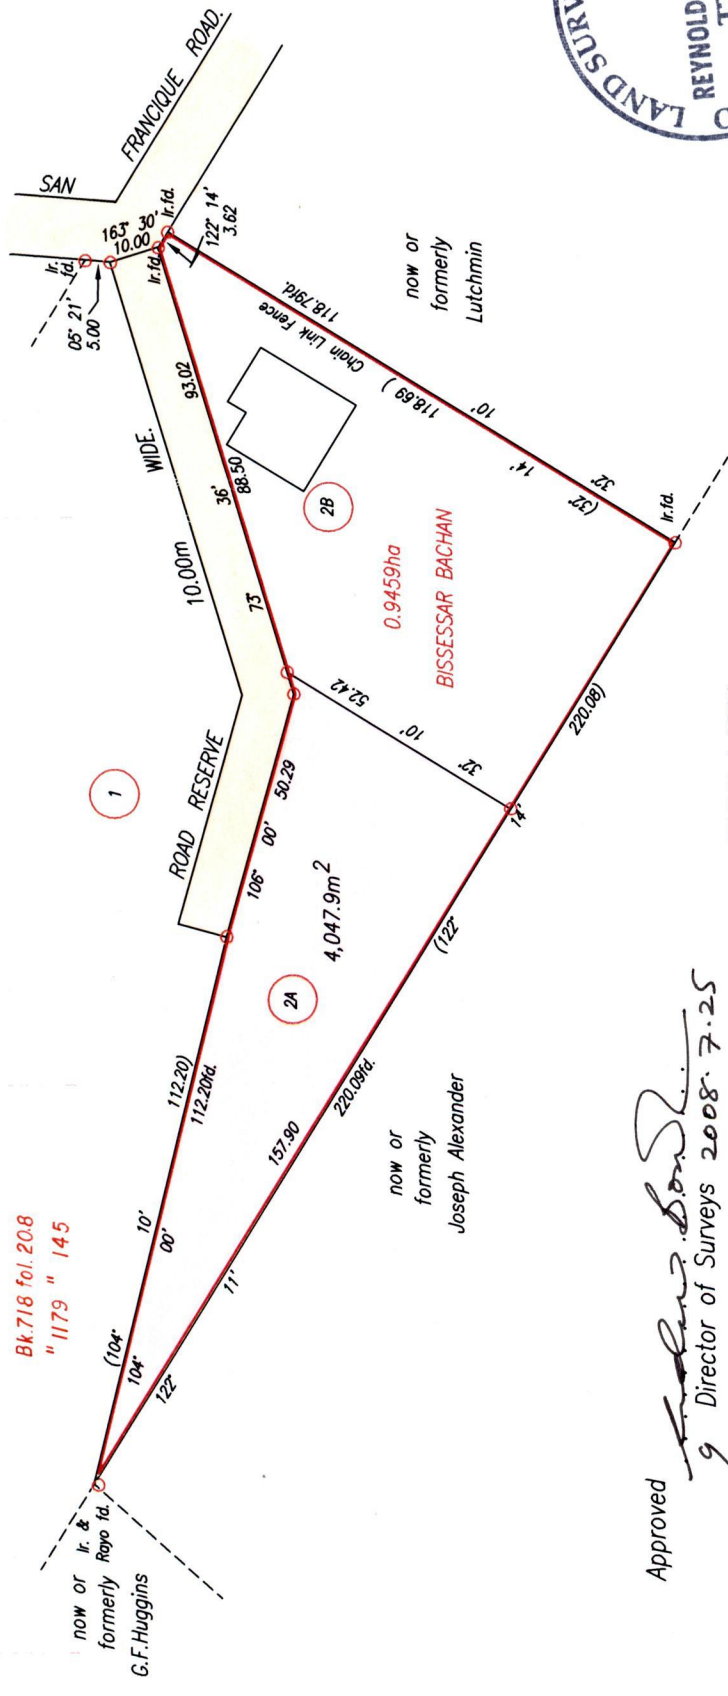 Bk.718 fol.208
" 1179 " 145
now or
formerly
G.F.Huggins
Ir. &
Rayo fd.
(104° 10' 112.20)
104° 00' 112.20fd.
122° 11' 157.90
220.09fd.
(122° 14' 220.08)
now or
formerly
Joseph Alexander
1
2A
4,047.9m²
106° 00' 50.29
ROAD RESERVE
10.00m WIDE.
73° 36' 93.02
88.50
32° 10' 52.42
2B
0.9459ha
BISSESSAR BACHAN
SAN
FRANCIQUE ROAD.
Ir.
fd.
05° 21'
5.00
163° 30'
10.00
Ir.fd.
Ir.fd.
122° 14'
3.62
32° 10' 118.79fd.
Chain Link Fence
(32° 14' 118.69 )
Ir.fd.
now or
formerly
Lutchmin
Approved
Director of Surveys 2008.7.25
LAND SURV
REYNOLD